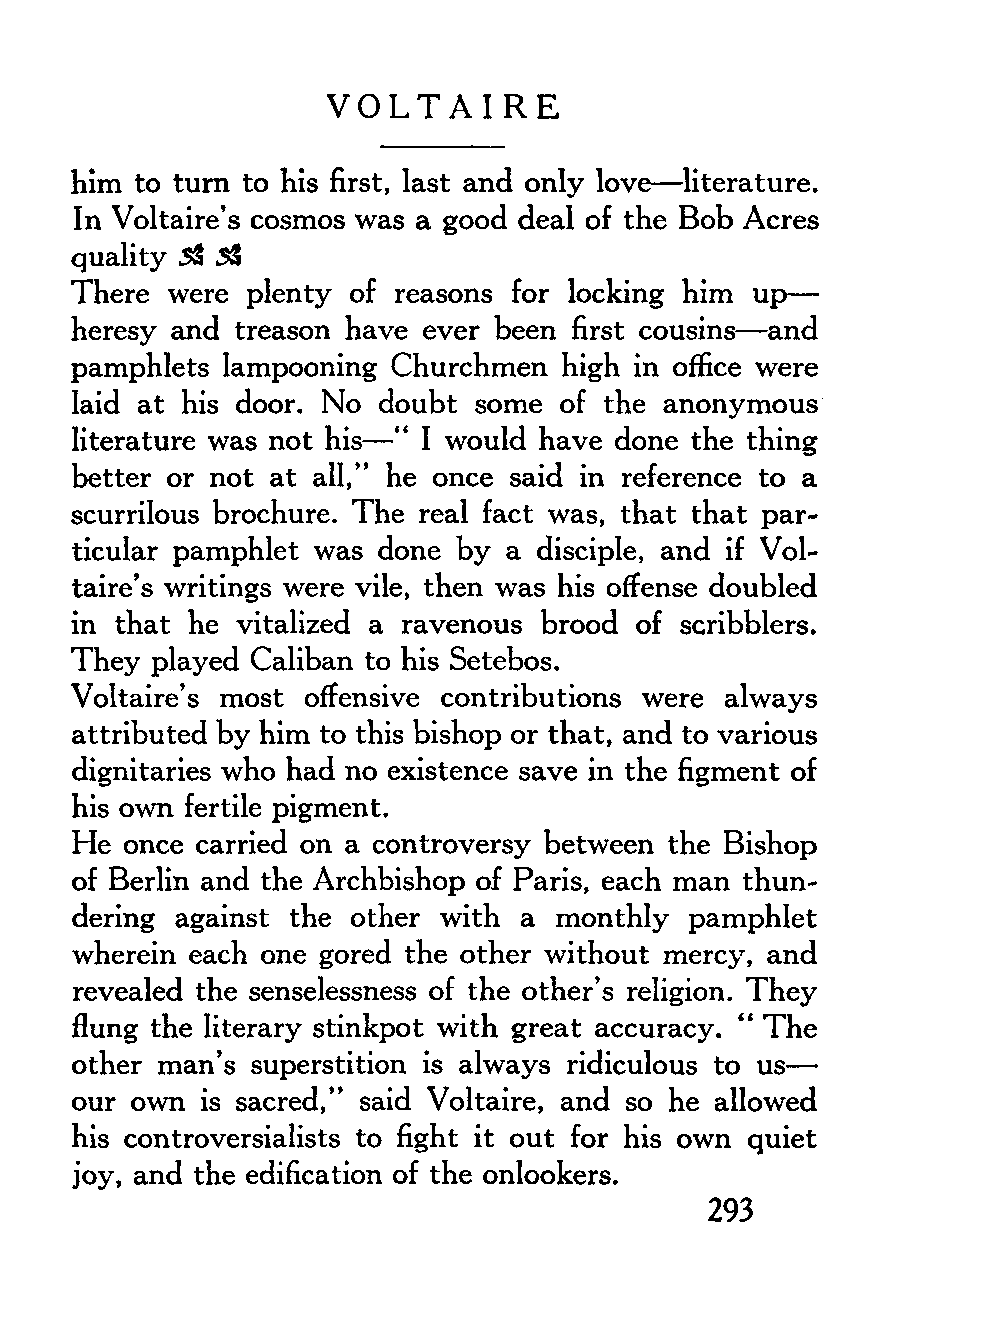 VOLTAIRE
him to turn to his first, last and only love—literature.
In Voltaire's cosmos was a good deal of the Bob Acres
quality
There were plenty of reasons for locking him up—
heresy and treason have ever been first cousins—and
pamphlets lampooning Churchmen high in office were
laid at his door. No doubt some of the anonymous
literature was not his—“ I would have done the thing
better or not at all,” he once said in reference to a
scurrilous brochure. The real fact was, that that par-
ticular pamphlet was done by a disciple, and if Vol-
taire's writings were vile, then was his offense doubled
in that he vitalized a ravenous brood of scribblers.
They played Caliban to his Setebos.
Voltaire's most offensive contributions were always
attributed by him to this bishop or that, and to various
dignitaries who had no existence save in the figment of
his own fertile pigment.
He once carried on a controversy between the Bishop
of Berlin and the Archbishop of Paris, each man thun-
dering against the other with a monthly pamphlet
wherein each one gored the other without mercy, and
revealed the senselessness of the other's religion. They
flung the literary stinkpot with great accuracy. “ The
other man's superstition is always ridiculous to us—
our own is sacred,” said Voltaire, and so he allowed
his controversialists to fight it out for his own quiet
joy, and the edification of the onlookers.
293